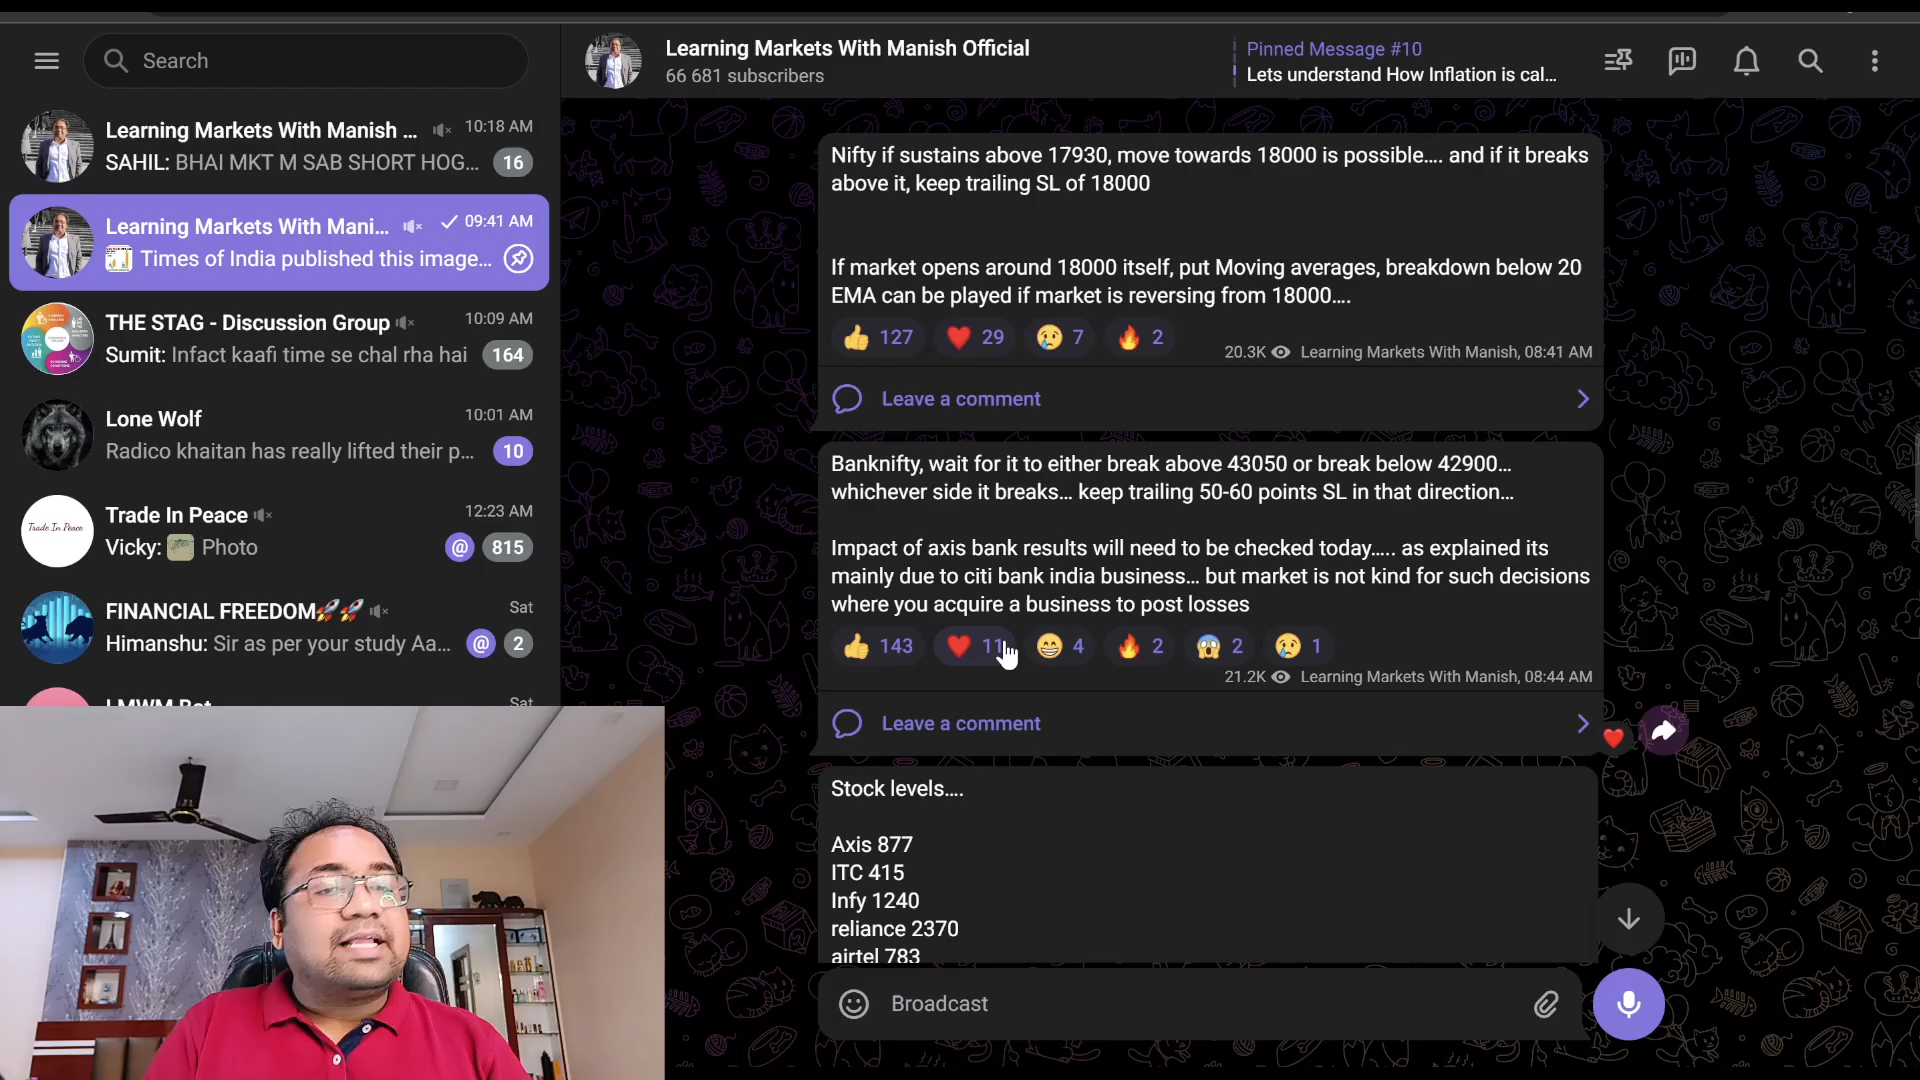 Search
Learning Markets With Manish Official
66 681 subscribers
Pinned Message #10
Lets understand How Inflation is cal...
Learning Markets With Manish ...
10:18 AM
SAHIL: BHAI MKT M SAB SHORT HOG...
16
Learning Markets With Mani...
09:41 AM
Times of India published this image...
THE STAG - Discussion Group
10:09 AM
Sumit: Infact kaafi time se chal rha hai
164
Lone Wolf
10:01 AM
Radico khaitan has really lifted their p...
10
Trade In Peace
Trade In Peace
12:23 AM
Vicky: Photo
@ 815
FINANCIAL FREEDOM🚀🚀
Sat
Himanshu: Sir as per your study Aa...
@ 2
LMWM Bot
Sat
Nifty if sustains above 17930, move towards 18000 is possible.... and if it breaks
above it, keep trailing SL of 18000
If market opens around 18000 itself, put Moving averages, breakdown below 20
EMA can be played if market is reversing from 18000....
👍 127 ❤️ 29 😢 7 🔥 2
20.3K Learning Markets With Manish, 08:41 AM
Leave a comment
Banknifty, wait for it to either break above 43050 or break below 42900...
whichever side it breaks... keep trailing 50-60 points SL in that direction...
Impact of axis bank results will need to be checked today..... as explained its
mainly due to citi bank india business... but market is not kind for such decisions
where you acquire a business to post losses
👍 143 ❤️ 😁 4 🔥 2 😱 2 😢 1
21.2K Learning Markets With Manish, 08:44 AM
Leave a comment
Stock levels....
Axis 877
ITC 415
Infy 1240
reliance 2370
airtel 783
Broadcast